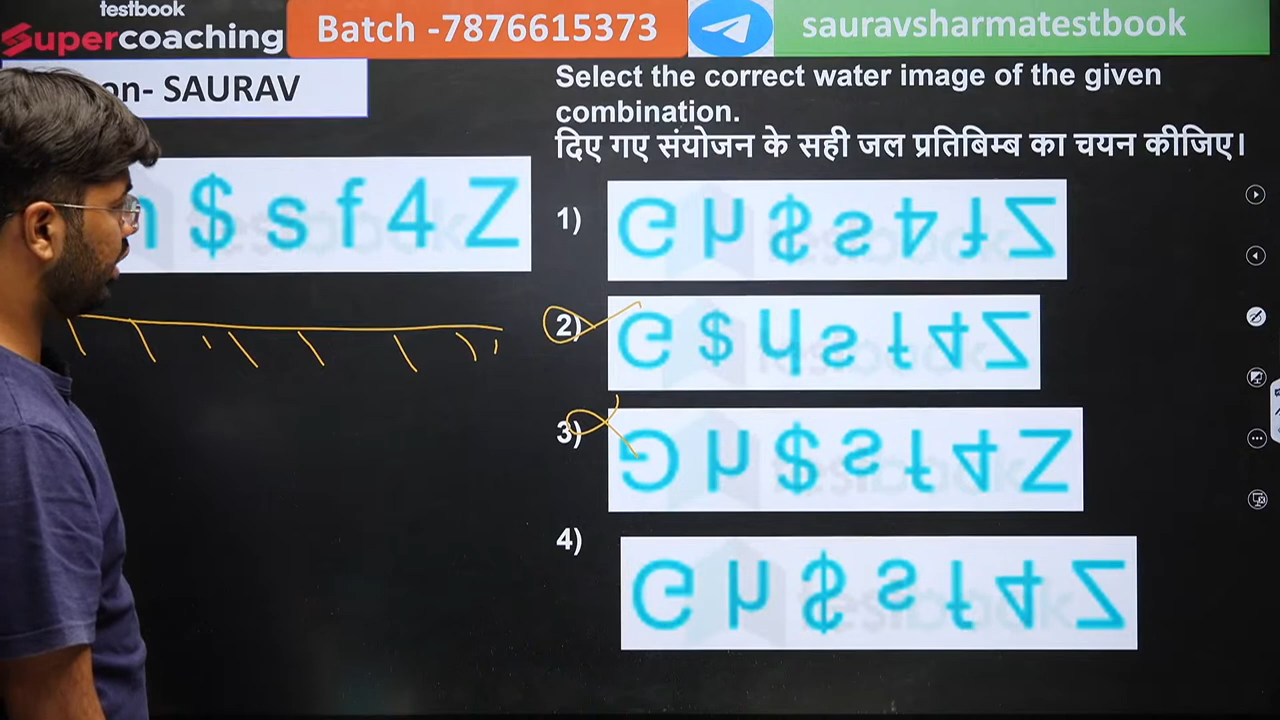 testbook
Supercoaching
Batch -7876615373
sauravsharmatestbook
on- SAURAV
Select the correct water image of the given
combination.
दिए गए संयोजन के सही जल प्रतिबिम्ब का चयन कीजिए।
h $ s f 4 Z
1)
2)
3)
4)